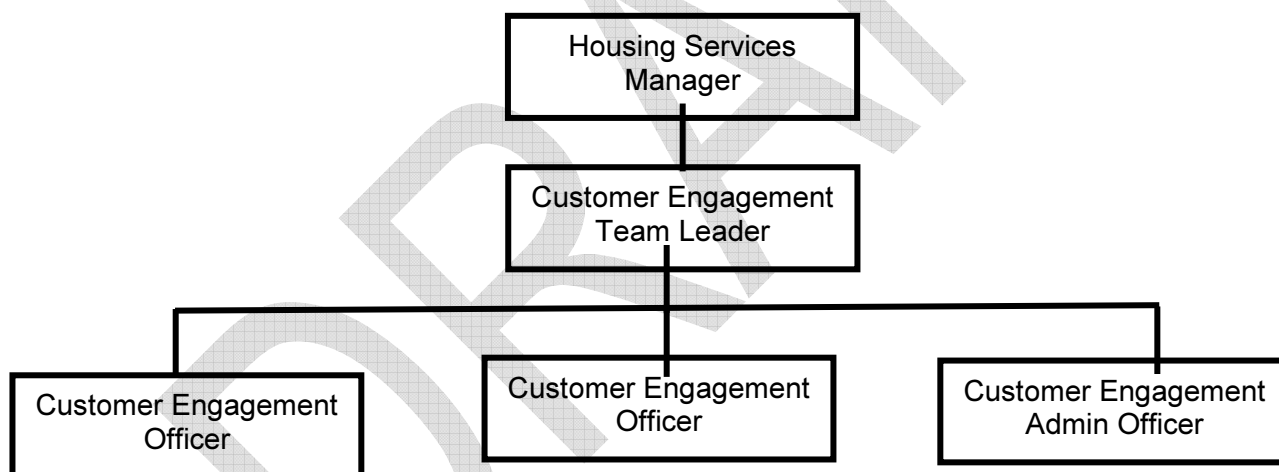 Housing Services
Manager
Customer Engagement
Team Leader
Customer Engagement
Officer
Customer Engagement
Officer
Customer Engagement
Admin Officer